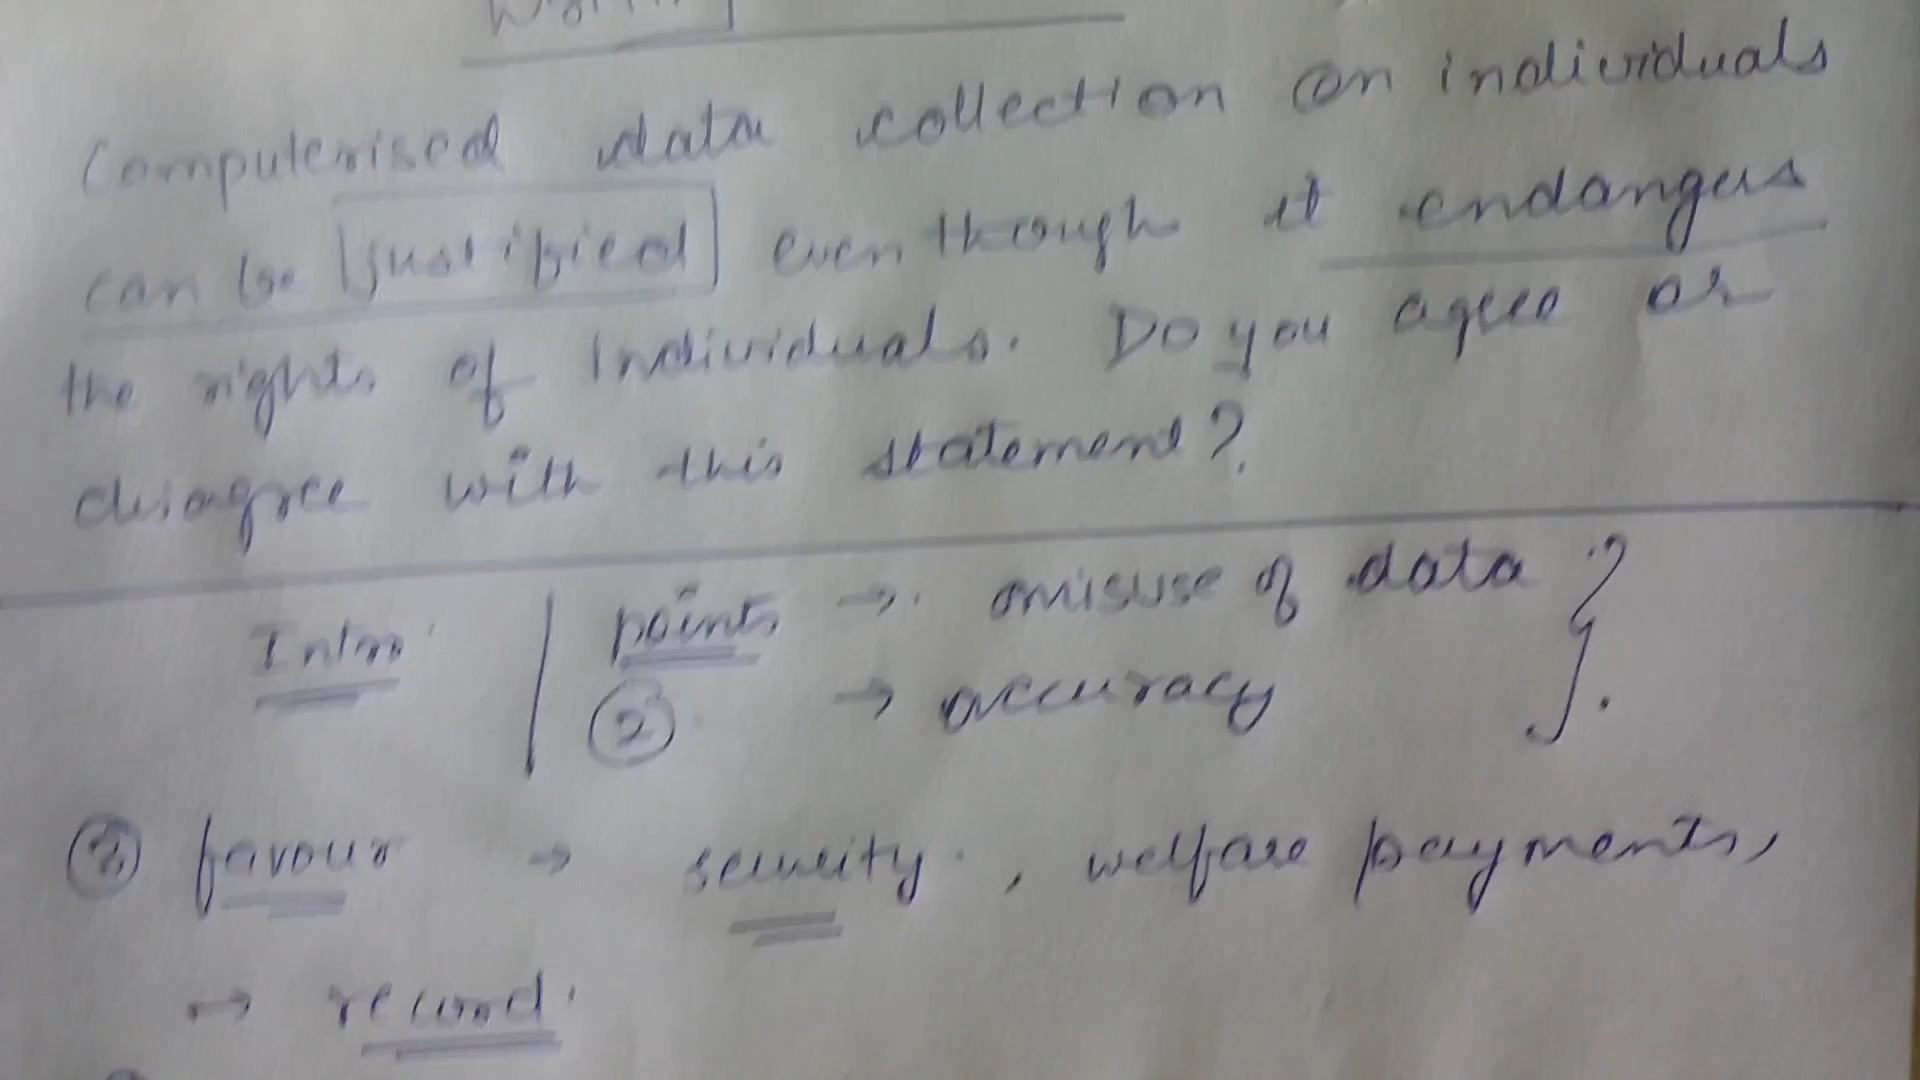 Computerised data collection on individuals
can be justified even though it endangers
the rights of Individuals. Do you agree or
disagree with this statement?
Intro. points → misuse of data
② → accuracy
② favour → security, welfare payments,
→ record.